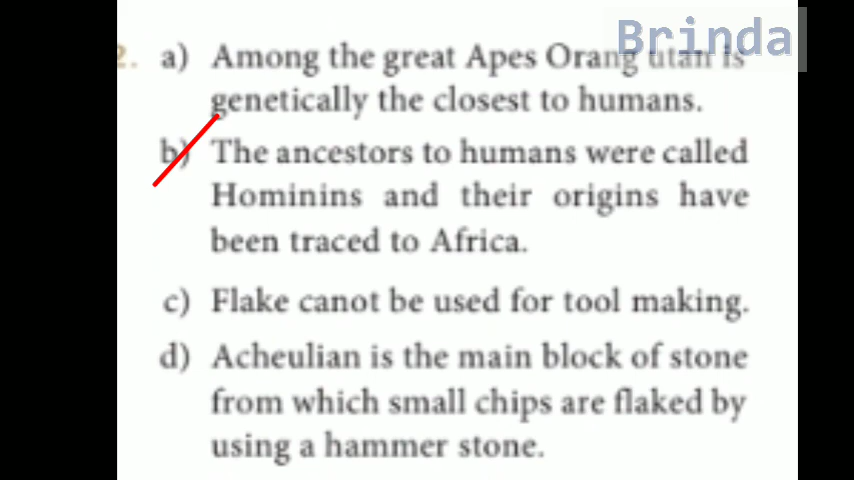 Brinda
2. a) Among the great Apes Orang utan is
genetically the closest to humans.
b) The ancestors to humans were called
Hominins and their origins have
been traced to Africa.
c) Flake canot be used for tool making.
d) Acheulian is the main block of stone
from which small chips are flaked by
using a hammer stone.